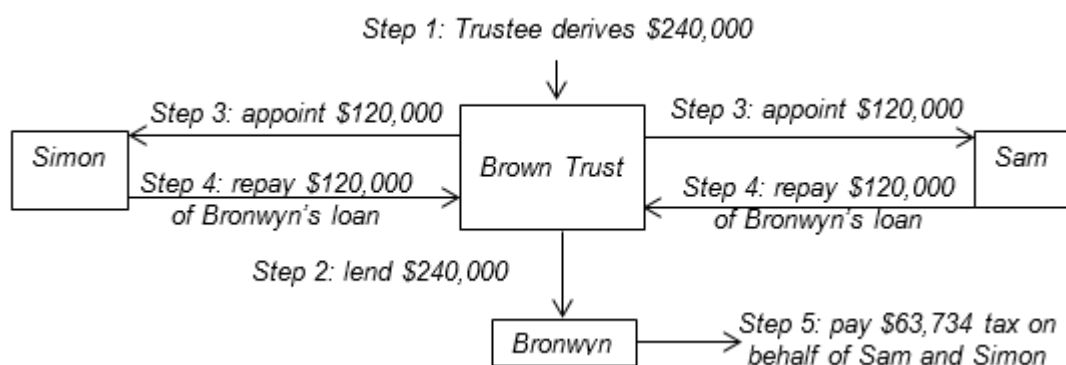 Step 1: Trustee derives $240,000
Step 3: appoint $120,000
Step 3: appoint $120,000
Simon
Brown Trust
Sam
Step 4: repay $120,000
of Bronwyn's loan
Step 4: repay $120,000
of Bronwyn's loan
Step 2: lend $240,000
Bronwyn
Step 5: pay $63,734 tax on
behalf of Sam and Simon